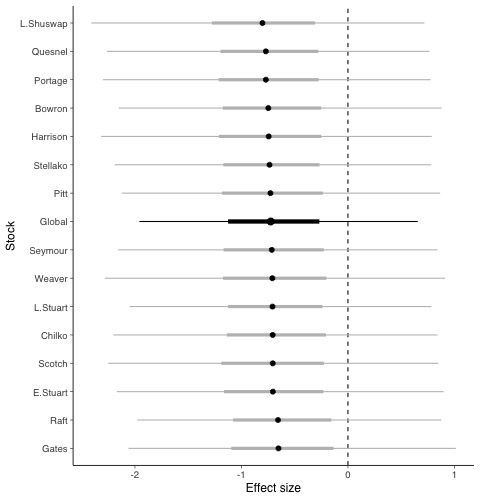 L.Shuswap
Quesnel
Portage
Bowron
Harrison
Stellako
Pitt
Global
Seymour
Weaver
L.Stuart
Chilko
Scotch
E.Stuart
Raft
Gates
Stock
-2 -1 0 1
Effect size